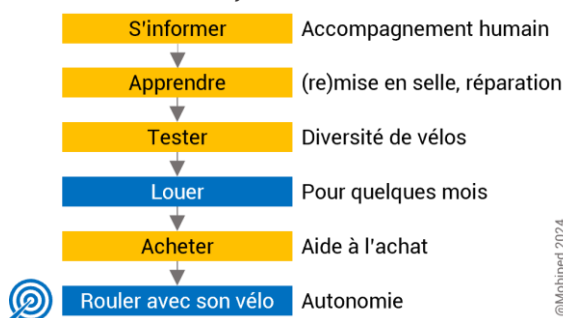 S'informer Accompagnement humain
Apprendre (re)mise en selle, réparation
Tester Diversité de vélos
Louer Pour quelques mois
Acheter Aide à l'achat
Rouler avec son vélo Autonomie
©Mobiped 2024